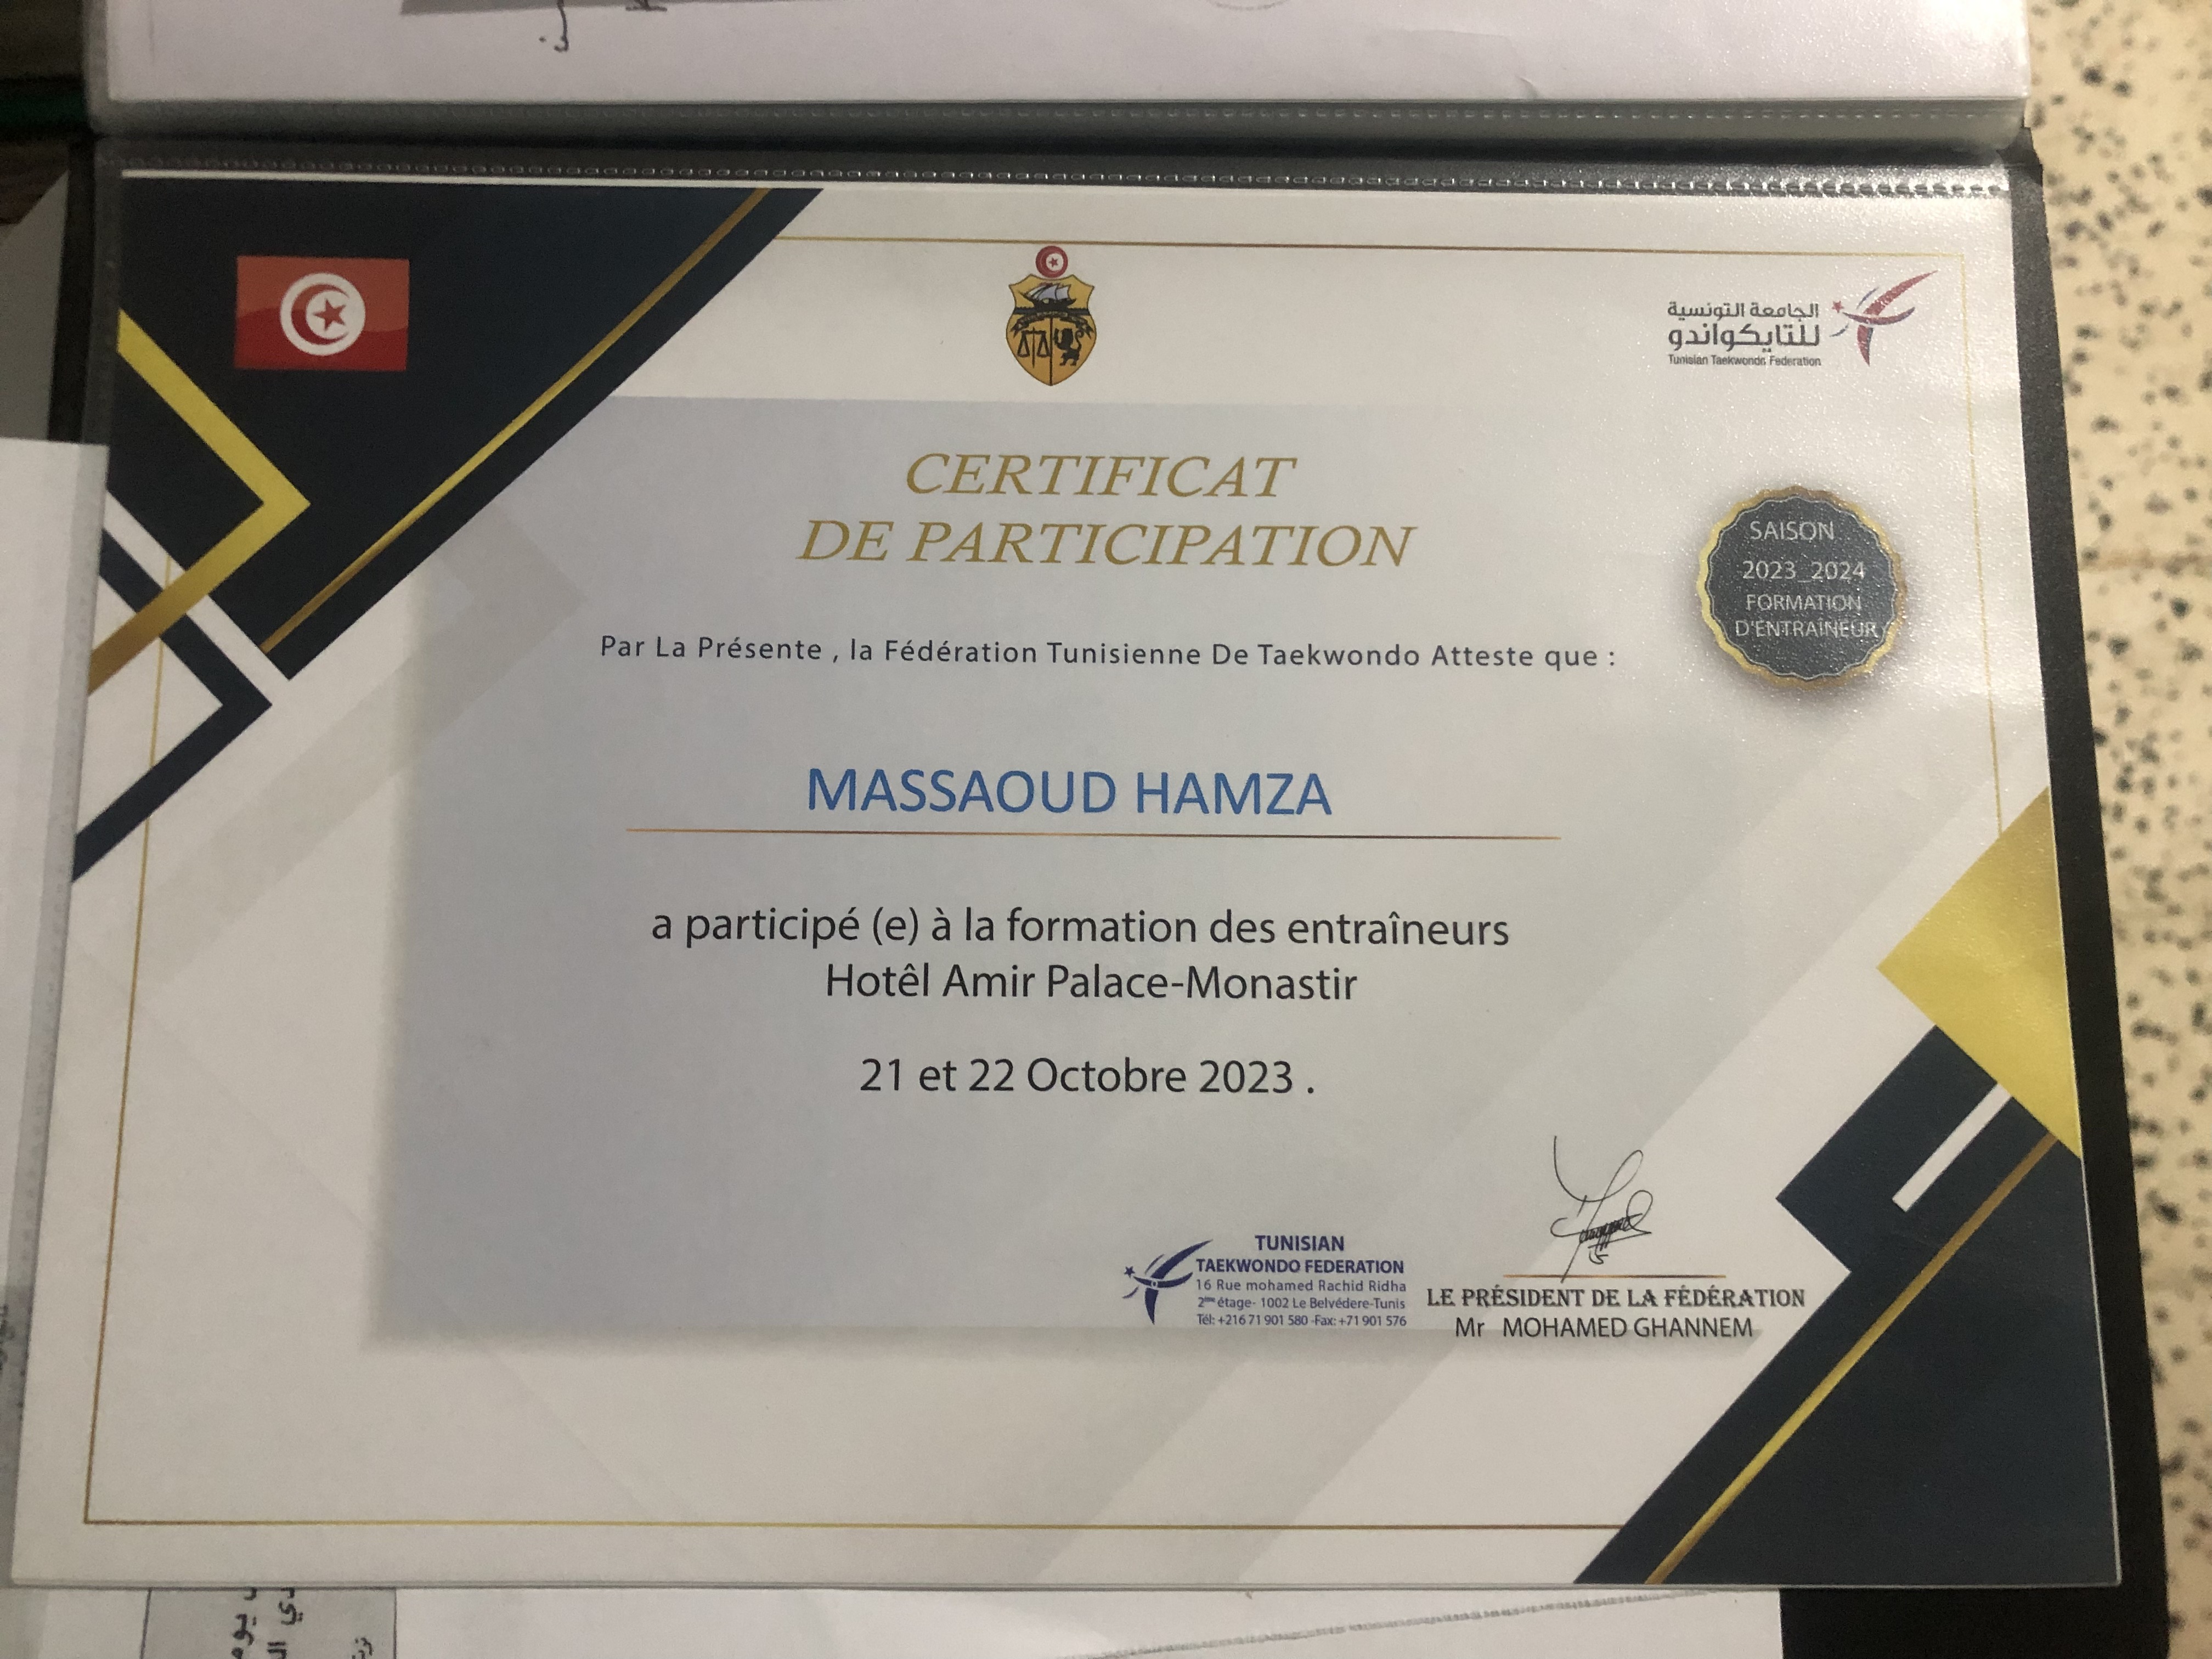 الجامعة التونسية
للتايكواندو
Tunisian Taekwondo Federation
CERTIFICAT
DE PARTICIPATION
SAISON
2023_2024
FORMATION
D'ENTRAÎNEUR
Par La Présente , la Fédération Tunisienne De Taekwondo Atteste que :
MASSAOUD HAMZA
a participé (e) à la formation des entraîneurs
Hotêl Amir Palace-Monastir
21 et 22 Octobre 2023 .
TUNISIAN
TAEKWONDO FEDERATION
16 Rue mohamed Rachid Ridha
2ème étage- 1002 Le Belvédere-Tunis
Tél: +216 71 901 580 -Fax: +71 901 576
LE PRÉSIDENT DE LA FÉDÉRATION
Mr MOHAMED GHANNEM